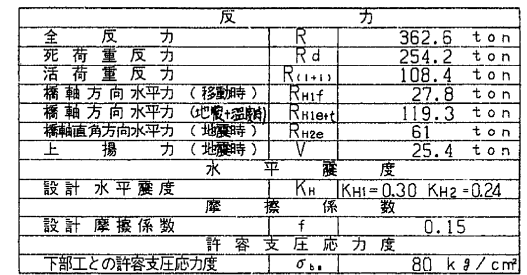 反 力
全 反 力 R 362.6 ton
死荷重反力 Rd 254.2 ton
活荷重反力 R(l+i) 108.4 ton
橋軸方向水平力 (移動時) RH1f 27.8 ton
橋軸方向水平力 (地震+温動時) RH1e+t 119.3 ton
橋軸直角方向水平力 (地震時) RH2e 61 ton
上 揚 力 (地震時) V 25.4 ton
水 平 震 度
設計水平震度 KH KH1=0.30 KH2=0.24
摩 擦 係 数
設計摩擦係数 f 0.15
許容支圧応力度
下部工との許容支圧応力度 80 kg/cm²